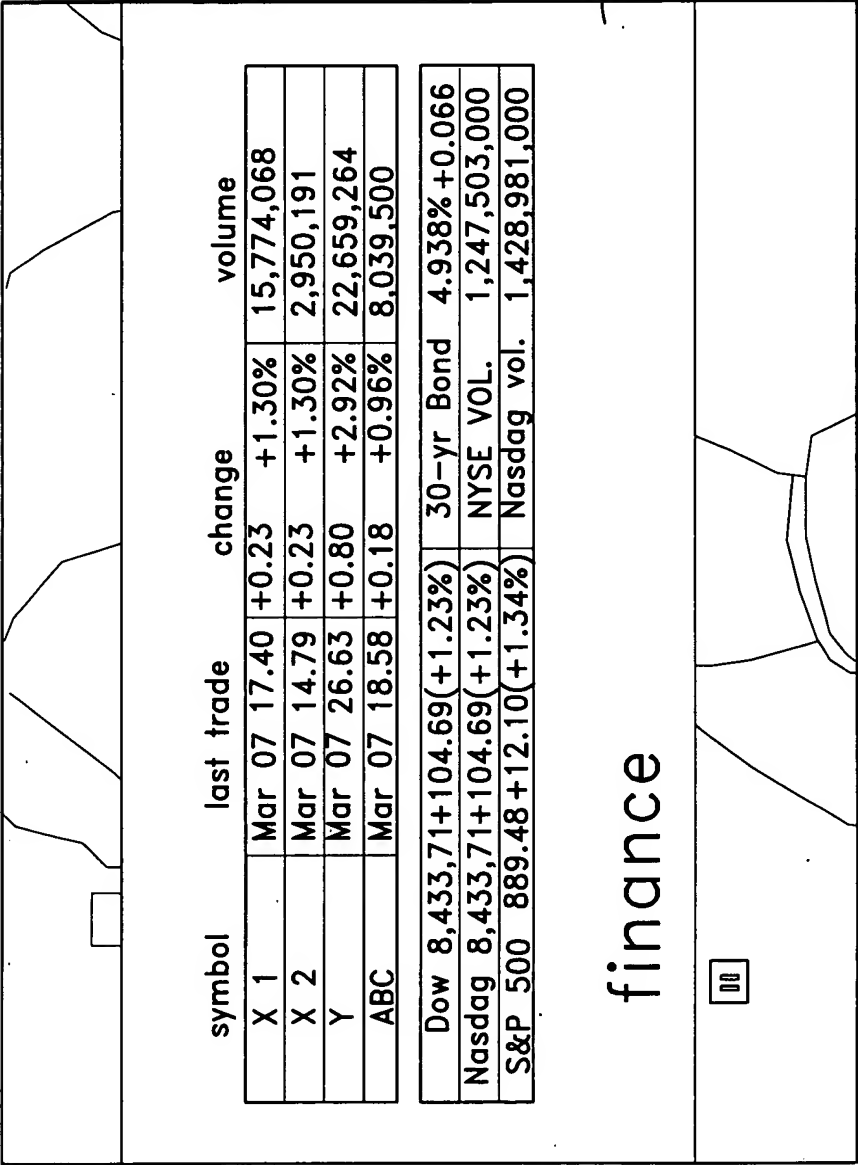 symbol last trade change volume
X 1 Mar 07 17.40 +0.23 +1.30% 15,774,068
X 2 Mar 07 14.79 +0.23 +1.30% 2,950,191
Y Mar 07 26.63 +0.80 +2.92% 22,659,264
ABC Mar 07 18.58 +0.18 +0.96% 8,039,500
Dow 8,433,71+104.69(+1.23%) 30-yr Bond 4.938% +0.066
Nasdag 8,433,71+104.69(+1.23%) NYSE VOL. 1,247,503,000
S&P 500 889.48+12.10(+1.34%) Nasdag vol. 1,428,981,000
finance